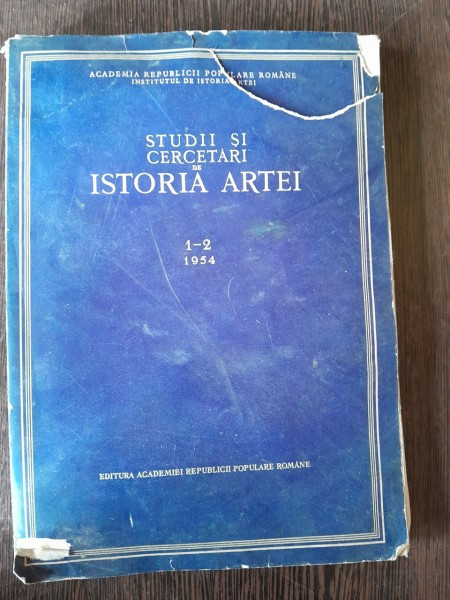 ACADEMIA REPUBLICII POPULARE ROMÂNE
INSTITUTUL DE ISTORIA ARTEI
STUDII ȘI
CERCETĂRI
DE
ISTORIA ARTEI
1-2
1954
EDITURA ACADEMIEI REPUBLICII POPULARE ROMÂNE